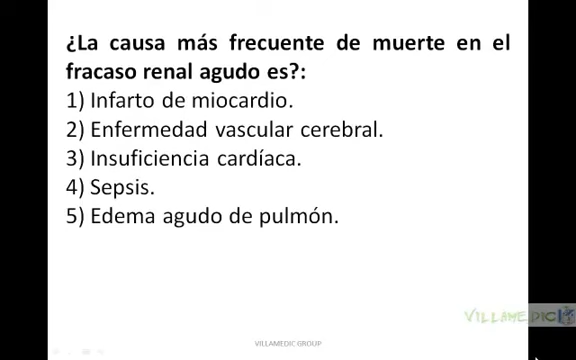 ¿La causa más frecuente de muerte en el
fracaso renal agudo es?:
1) Infarto de miocardio.
2) Enfermedad vascular cerebral.
3) Insuficiencia cardíaca.
4) Sepsis.
5) Edema agudo de pulmón.
VILLAMEDIC
VILLAMEDIC GROUP